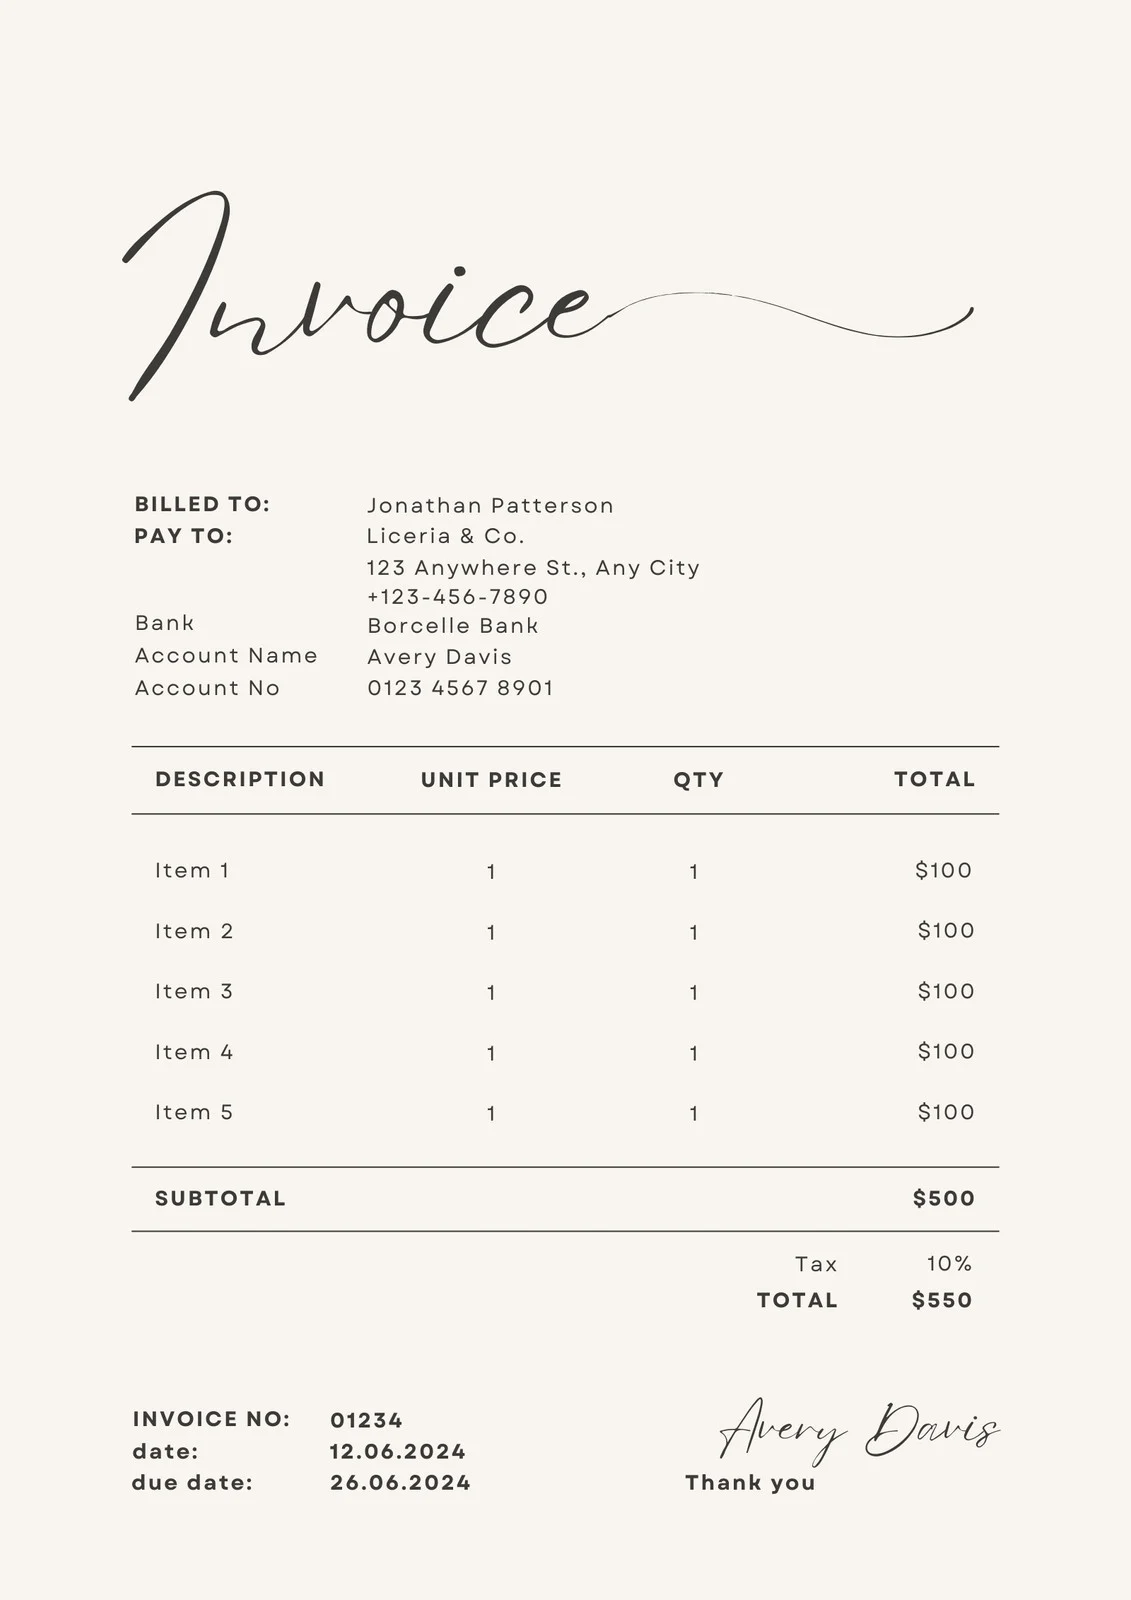 Invoice
BILLED TO: Jonathan Patterson
PAY TO: Liceria & Co.
123 Anywhere St., Any City
+123-456-7890
Bank Borcelle Bank
Account Name Avery Davis
Account No 0123 4567 8901
DESCRIPTION UNIT PRICE QTY TOTAL
Item 1 1 1 $100
Item 2 1 1 $100
Item 3 1 1 $100
Item 4 1 1 $100
Item 5 1 1 $100
SUBTOTAL $500
Tax 10%
TOTAL $550
INVOICE NO: 01234
date: 12.06.2024
due date: 26.06.2024
Avery Davis
Thank you